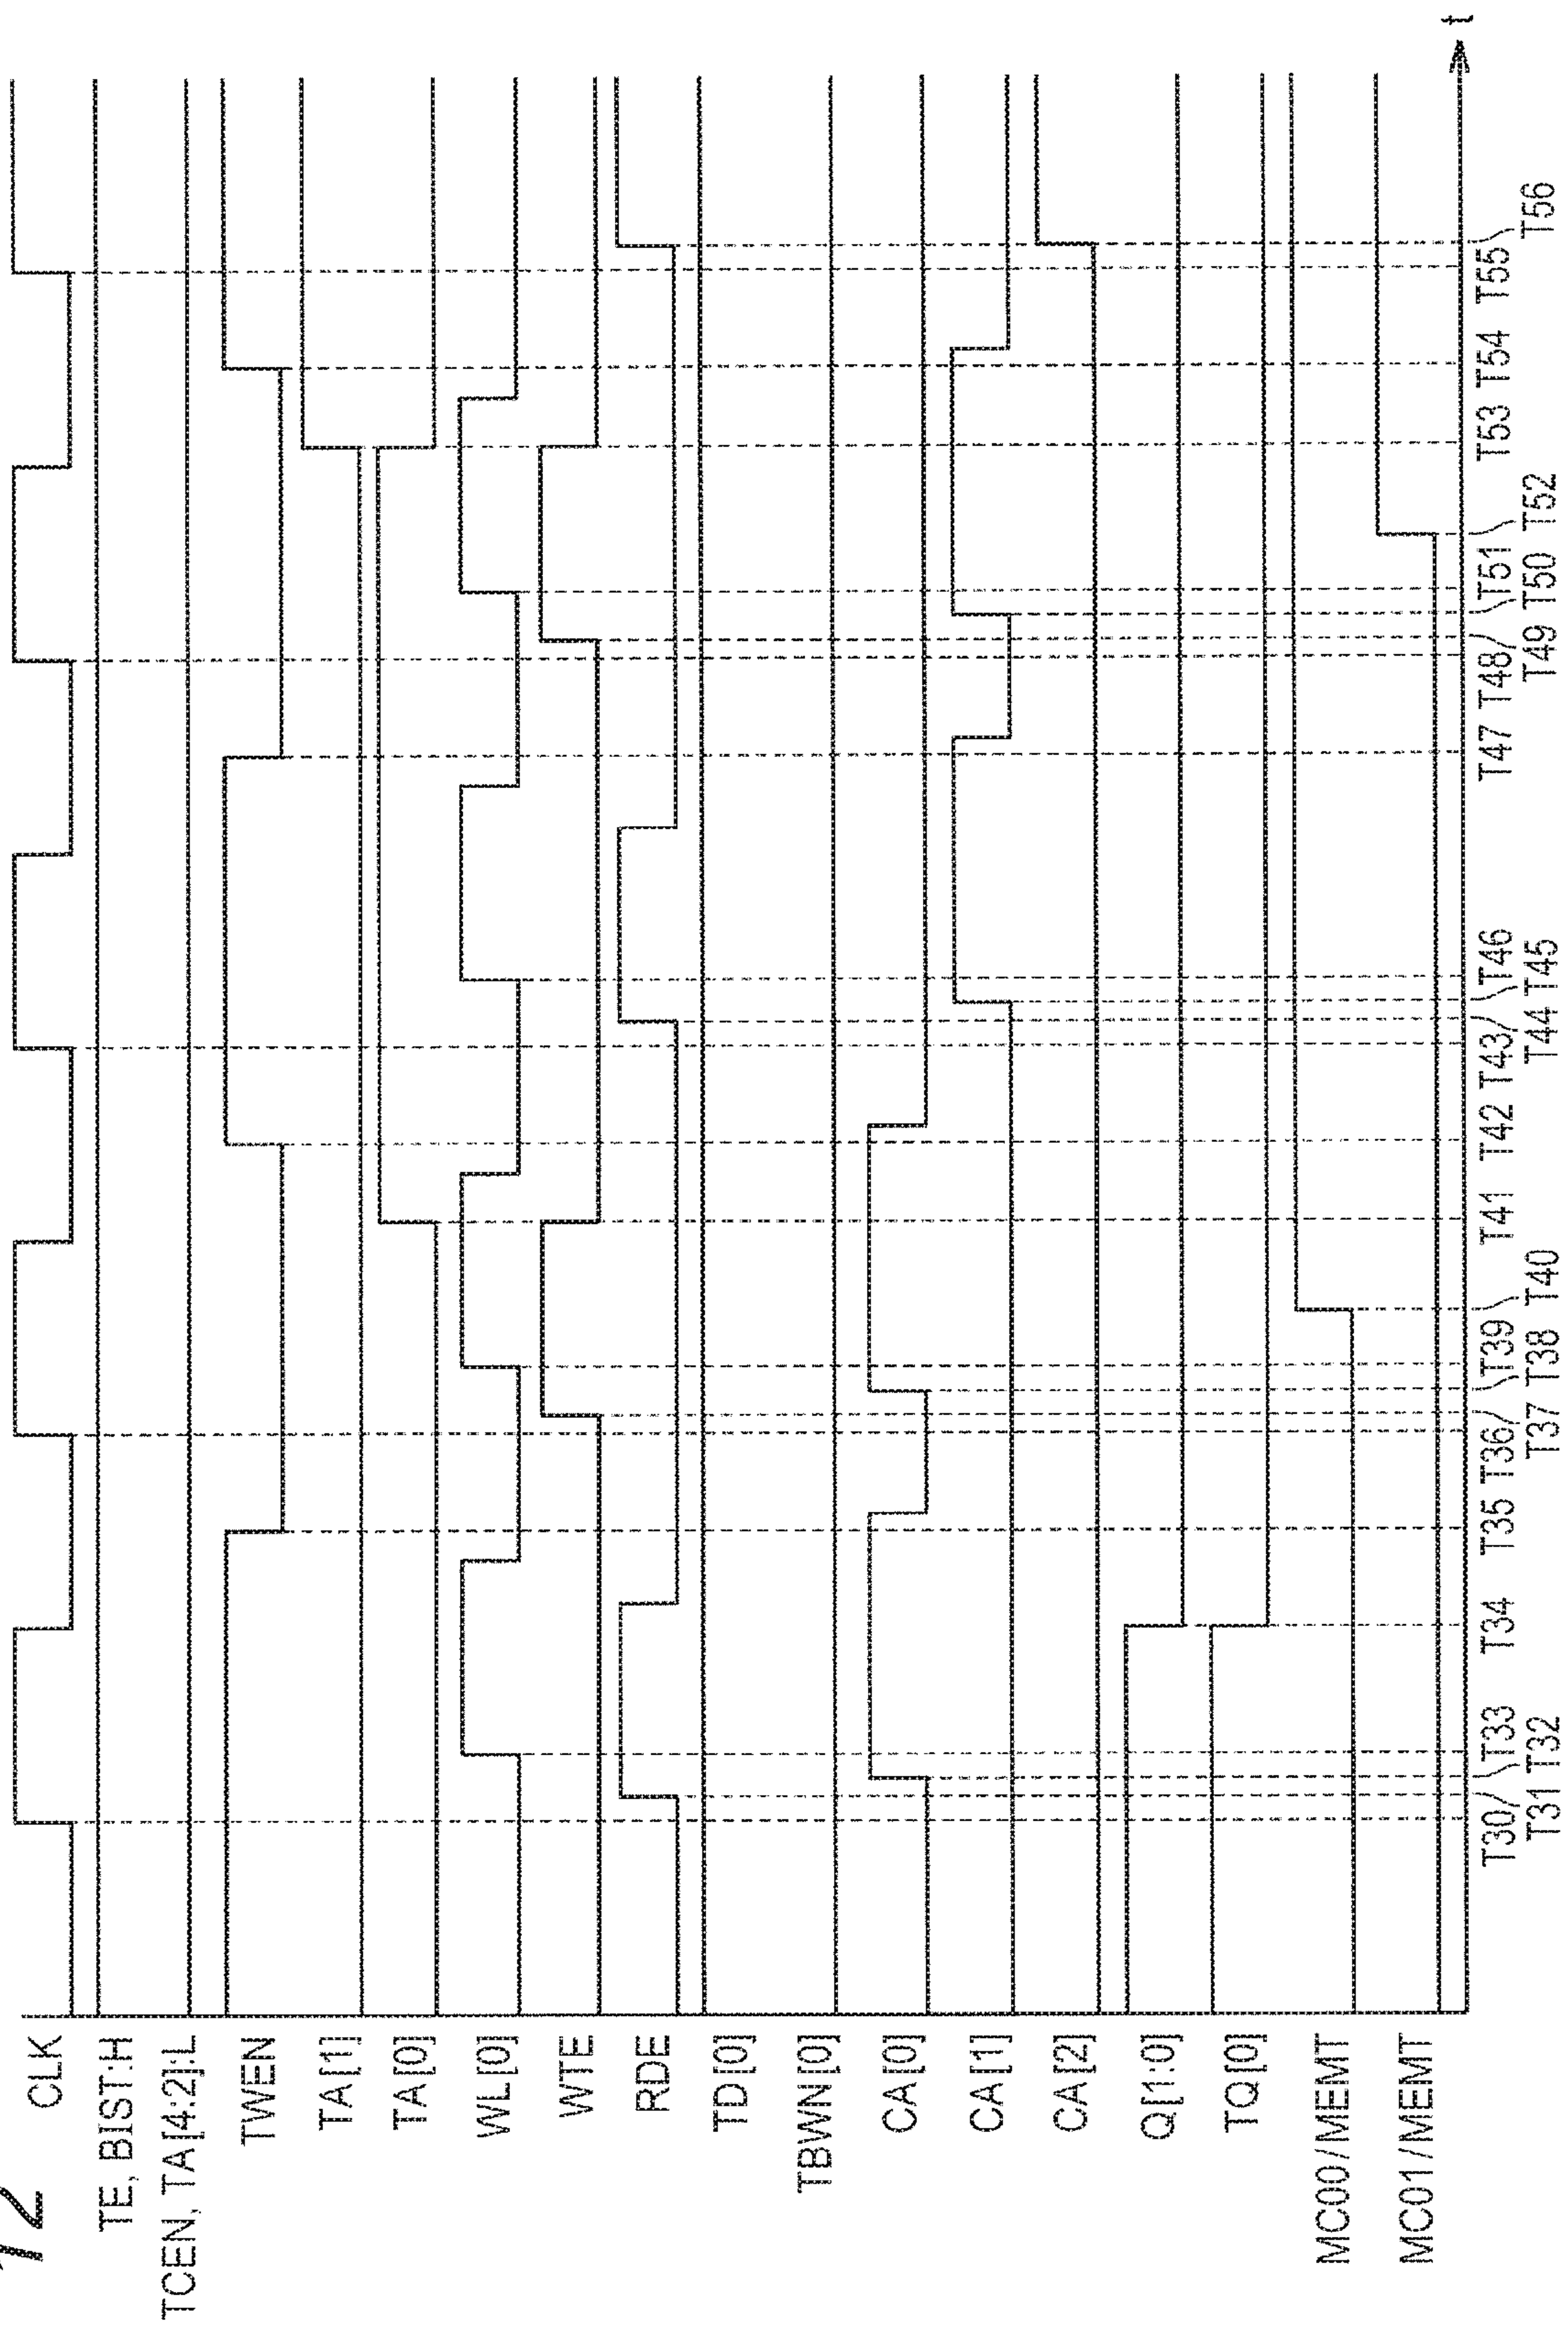 12
CLK
TE, BIST:H
TCEN, TA[4:2]:L
TWEN
TA[1]
TA[0]
WL[0]
WTE
RDE
TD[0]
TBWN[0]
CA[0]
CA[1]
CA[2]
Q[1:0]
TQ[0]
MC00/MEMT
MC01/MEMT
T30 T33 T34 T35 T36 T39 T41 T42 T43 T46 T47 T48 T51 T53 T54 T55
T31 T32 T37 T38 T40 T44 T45 T49 T50 T52 T56
t